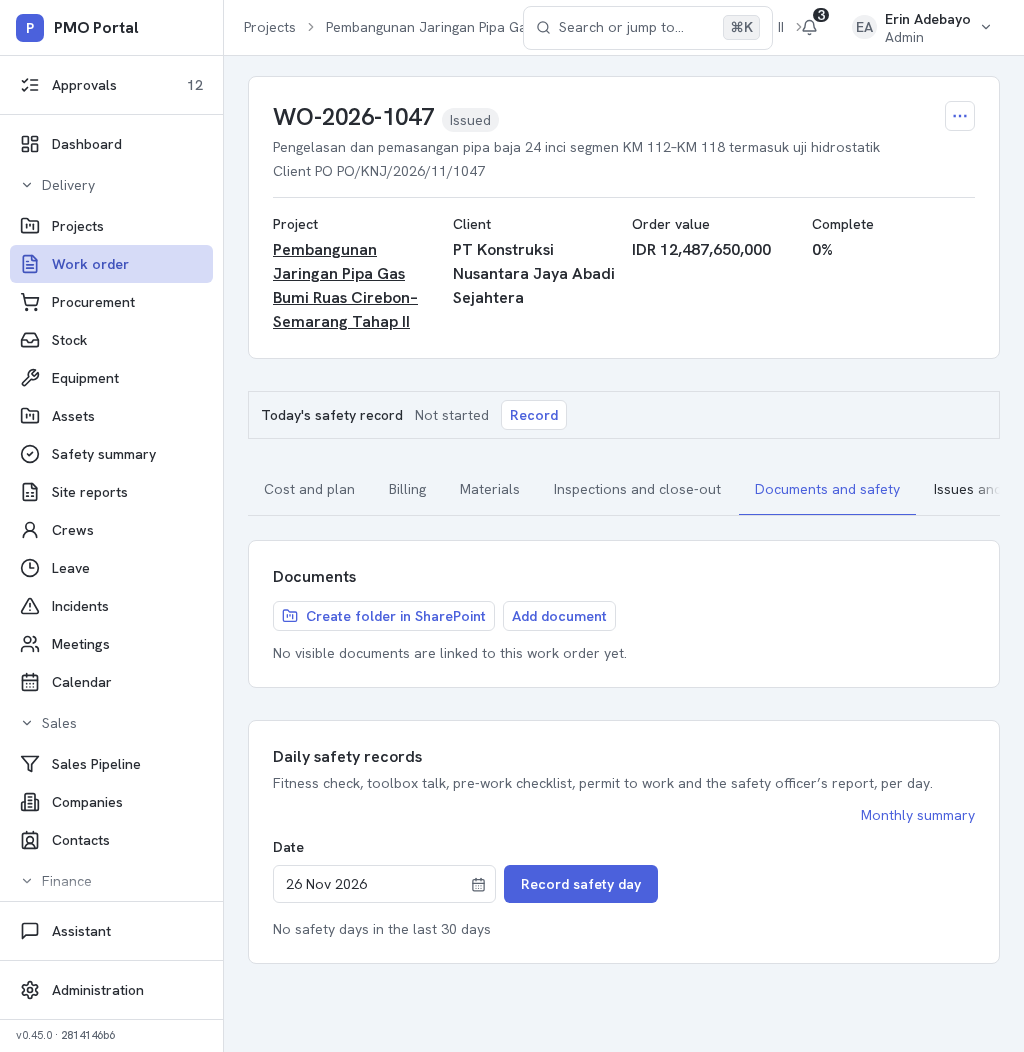 P PMO Portal
Projects Pembangunan Jaringan Pipa Ga Search or jump to... ⌘K II 3 EA Erin Adebayo
Admin
Approvals 12
Dashboard
Delivery
Projects
Work order
Procurement
Stock
Equipment
Assets
Safety summary
Site reports
Crews
Leave
Incidents
Meetings
Calendar
Sales
Sales Pipeline
Companies
Contacts
Finance
Assistant
Administration
v0.45.0 · 2814146b6
WO-2026-1047 Issued
Pengelasan dan pemasangan pipa baja 24 inci segmen KM 112–KM 118 termasuk uji hidrostatik
Client PO PO/KNJ/2026/11/1047
Project Client Order value Complete
Pembangunan PT Konstruksi IDR 12,487,650,000 0%
Jaringan Pipa Gas Nusantara Jaya Abadi
Bumi Ruas Cirebon– Sejahtera
Semarang Tahap II
Today's safety record Not started Record
Cost and plan Billing Materials Inspections and close-out Documents and safety Issues and
Documents
Create folder in SharePoint Add document
No visible documents are linked to this work order yet.
Daily safety records
Fitness check, toolbox talk, pre-work checklist, permit to work and the safety officer’s report, per day.
Monthly summary
Date
26 Nov 2026 Record safety day
No safety days in the last 30 days